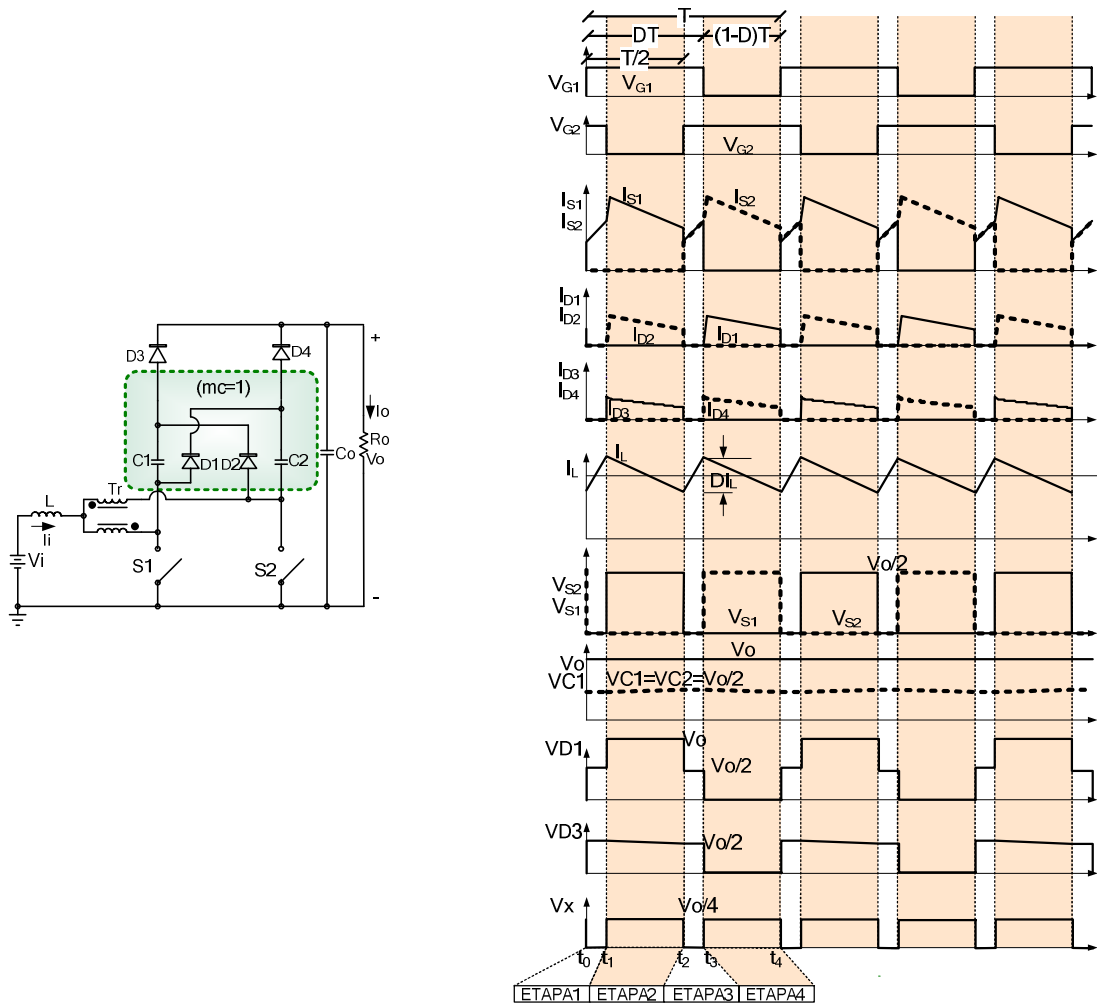 D3
D4
+
(mc=1)
Io
C1
D1
D2
C2
Co
Ro
Vo
L
Tr
Ii
Vi
S1
S2
-
T
DT
(1-D)T
T/2
VG1
VG1
VG2
VG2
IS1
IS2
IS1
IS2
ID1
ID2
ID2
ID1
ID3
ID4
ID3
ID4
IL
IL
DIL
Vo/2
VS2
VS1
VS1
VS2
Vo
Vo
VC1
VC1=VC2=Vo/2
VD1
Vo
Vo/2
VD3
Vo/2
Vx
Vo/4
t0
t1
t2
t3
t4
ETAPA1
ETAPA2
ETAPA3
ETAPA4